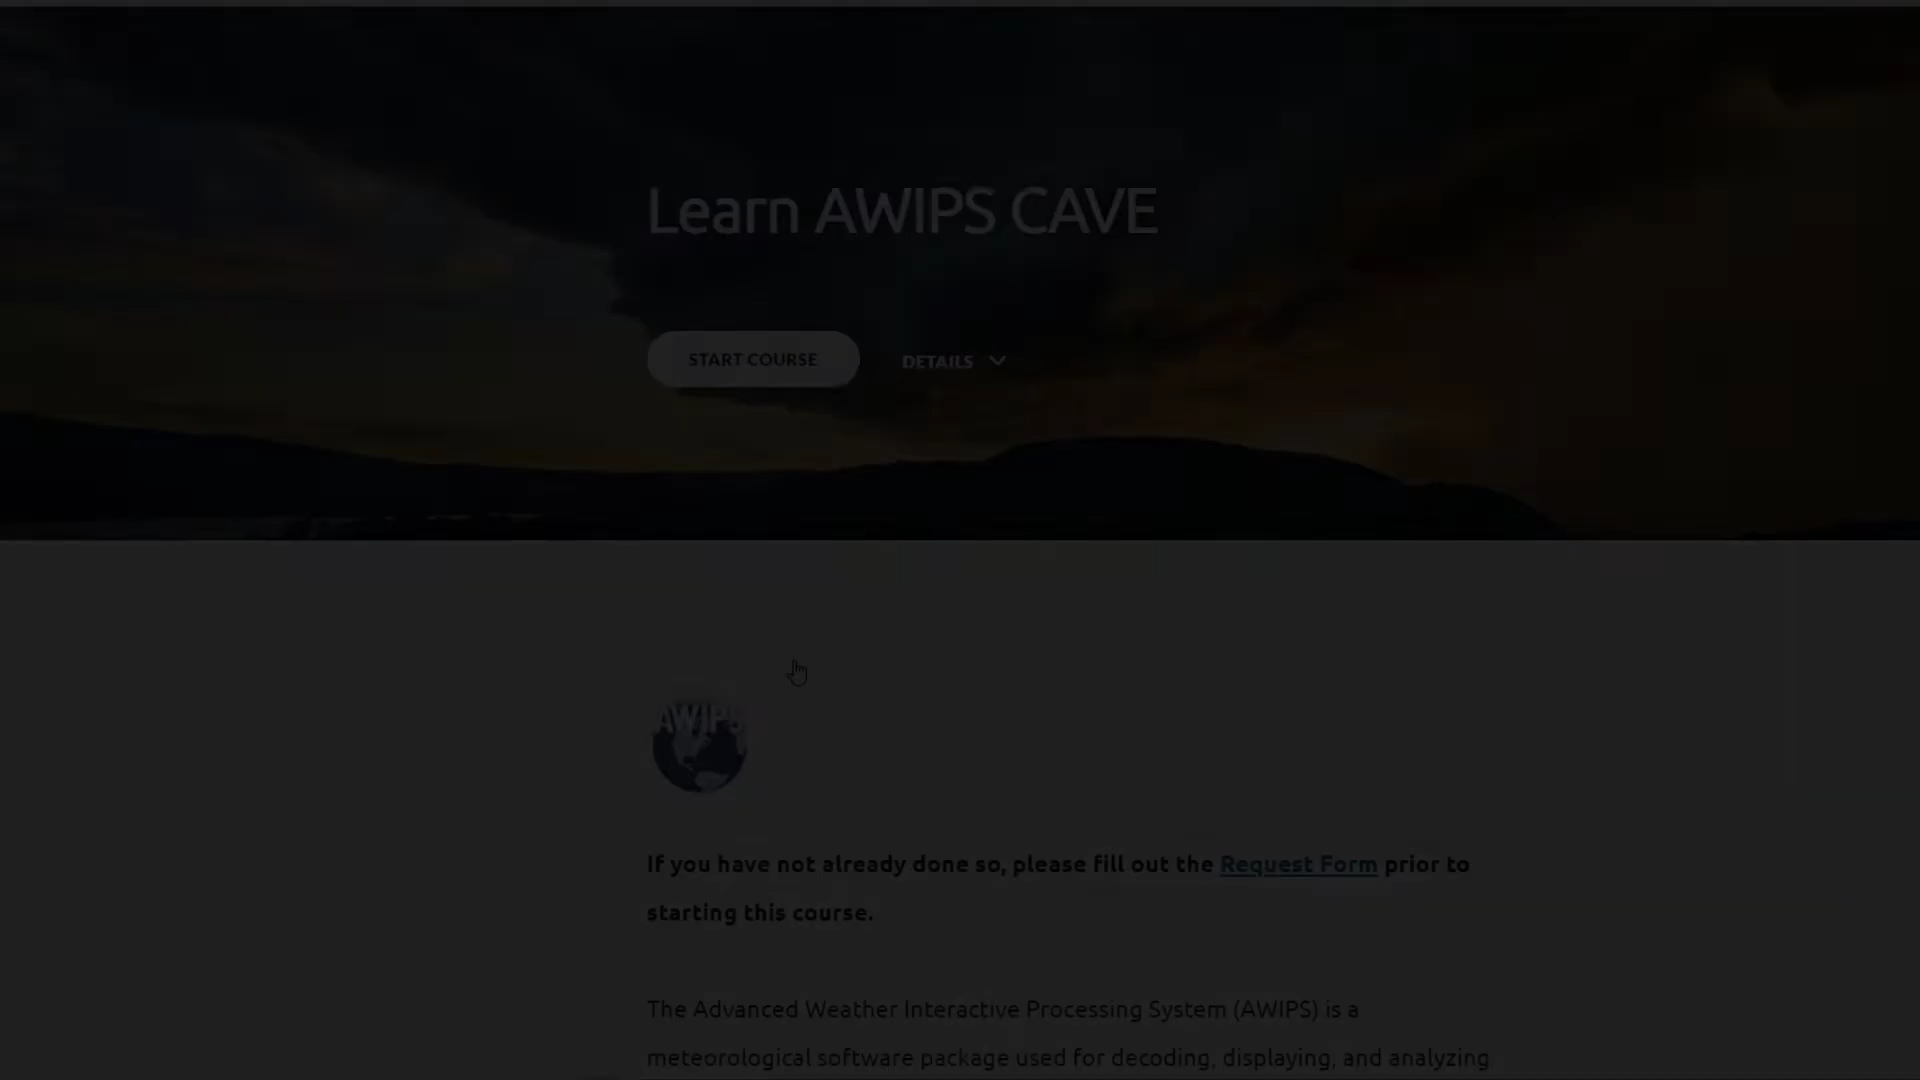 Learn AWIPS CAVE
START COURSE
DETAILS
AWIPS
If you have not already done so, please fill out the Request Form prior to
starting this course.
The Advanced Weather Interactive Processing System (AWIPS) is a
meteorological software package used for decoding, displaying, and analyzing